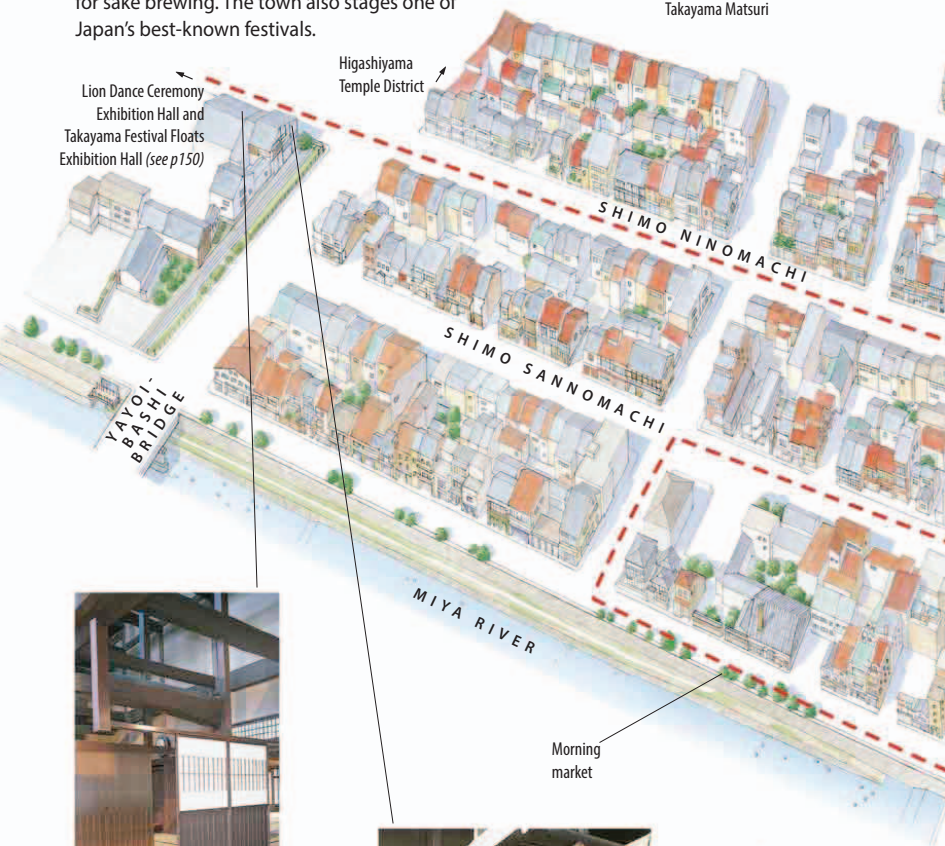 for sake brewing. The town also stages one of
Japan's best-known festivals.
Takayama Matsuri
Higashiyama
Temple District
Lion Dance Ceremony
Exhibition Hall and
Takayama Festival Floats
Exhibition Hall (see p150)
SHIMO NINOMACHI
SHIMO SANNOMACHI
YAYOI-
BASHI
BRIDGE
MIYA RIVER
Morning
market